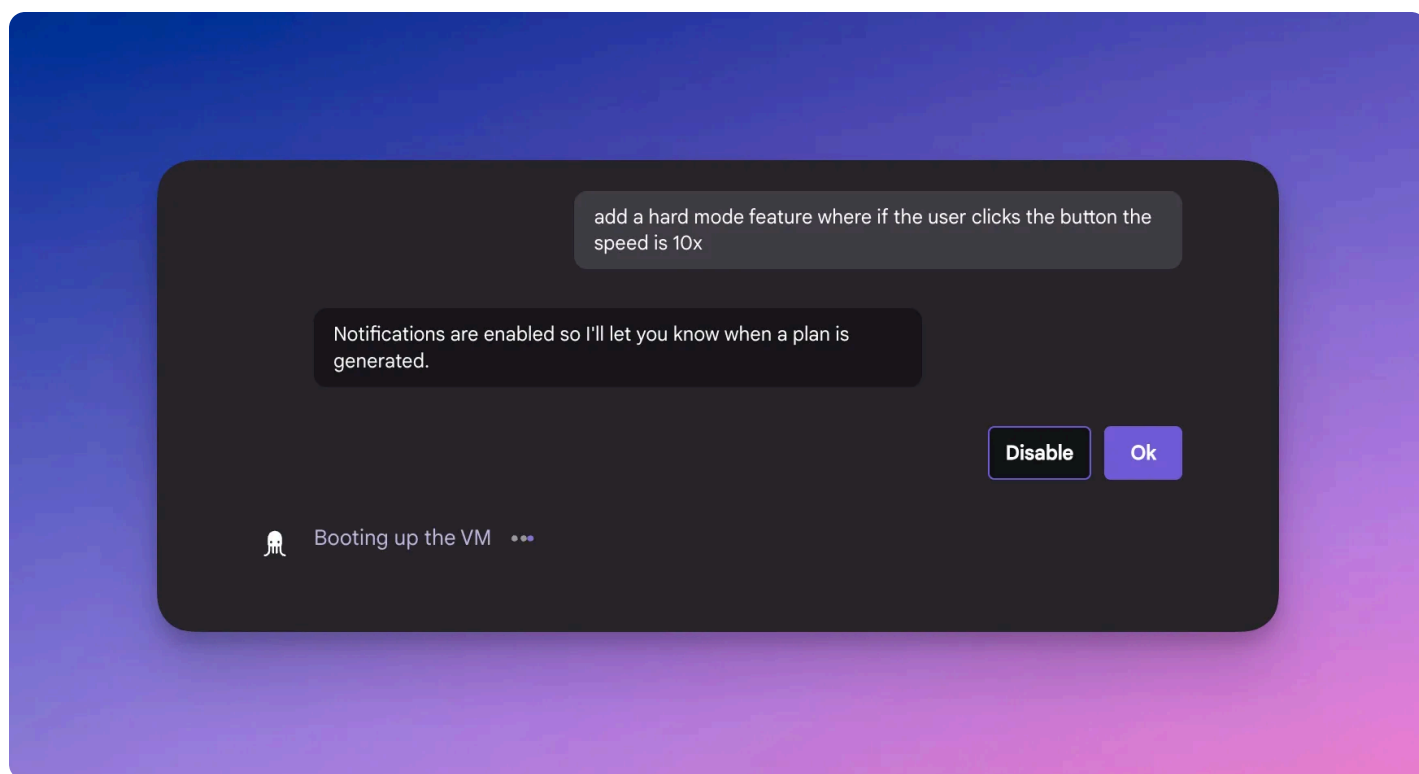 add a hard mode feature where if the user clicks the button the
speed is 10x
Notifications are enabled so I'll let you know when a plan is
generated.
Disable
Ok
Booting up the VM